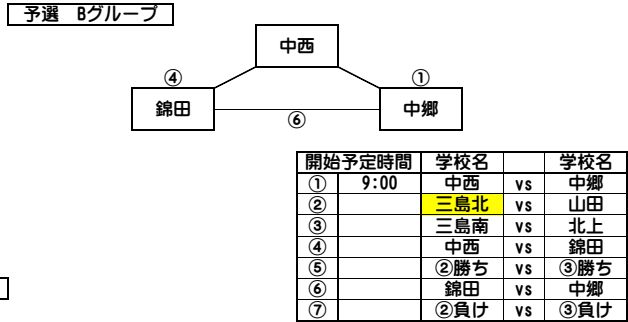 予選 Bグループ
中西
④
①
錦田
中郷
⑥
開始予定時間 学校名 学校名
① 9:00 中西 vs 中郷
② 三島北 vs 山田
③ 三島南 vs 北上
④ 中西 vs 錦田
⑤ ②勝ち vs ③勝ち
⑥ 錦田 vs 中郷
⑦ ②負け vs ③負け